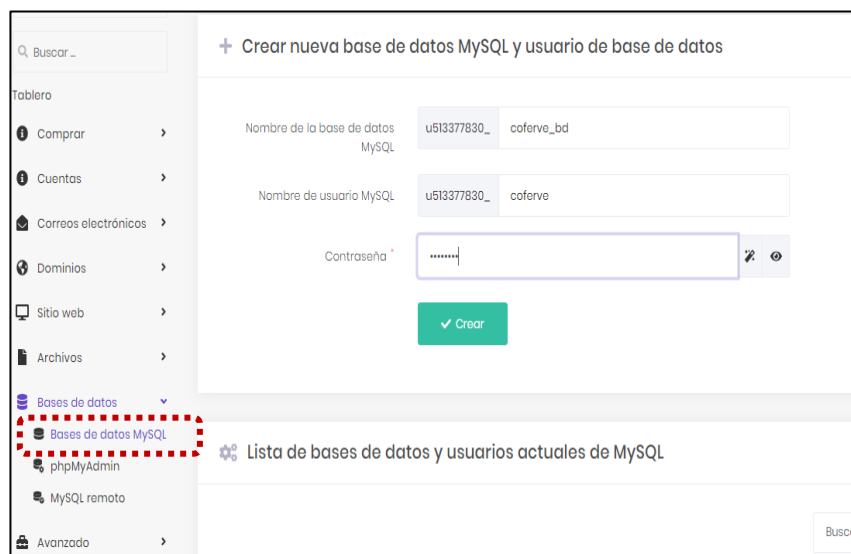 Buscar ...
Tablero
Comprar
Cuentas
Correos electrónicos
Dominios
Sitio web
Archivos
Bases de datos
Bases de datos MySQL
phpMyAdmin
MySQL remoto
Avanzado
Crear nueva base de datos MySQL y usuario de base de datos
Nombre de la base de datos
MySQL
u513377830_ coferve_bd
Nombre de usuario MySQL u513377830_ coferve
Contraseña * ••••••••
Crear
Lista de bases de datos y usuarios actuales de MySQL